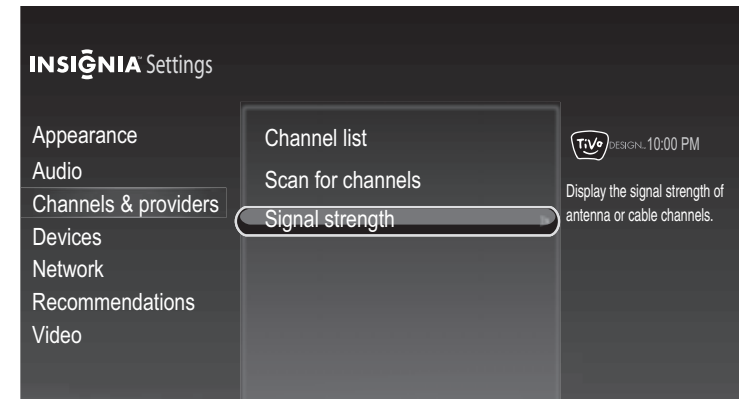 INSIGNIA Settings
Appearance
Audio
Channels & providers
Devices
Network
Recommendations
Video
Channel list
Scan for channels
Signal strength
TiVo DESIGN™ 10:00 PM
Display the signal strength of
antenna or cable channels.